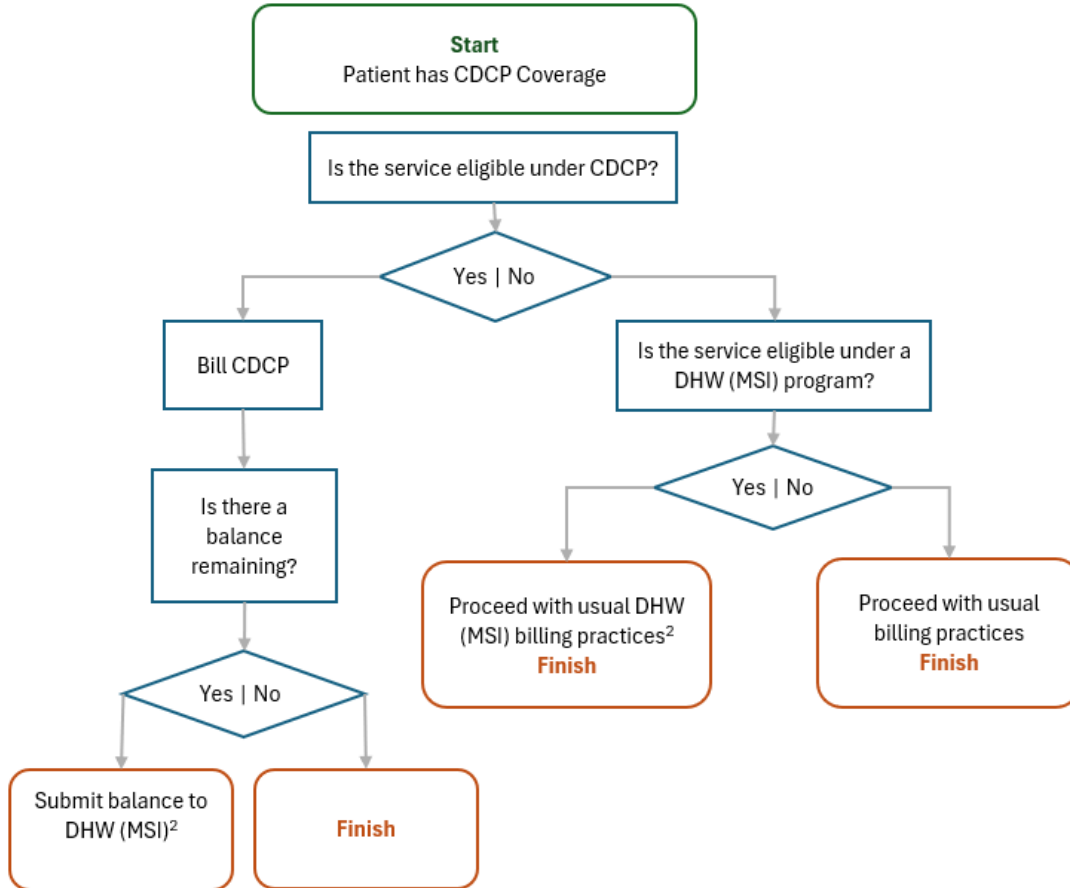 Start
Patient has CDCP Coverage
Is the service eligible under CDCP?
Yes | No
Bill CDCP
Is the service eligible under a
DHW (MSI) program?
Is there a
balance
remaining?
Yes | No
Proceed with usual DHW
(MSI) billing practices²
Finish
Proceed with usual
billing practices
Finish
Yes | No
Submit balance to
DHW (MSI)²
Finish